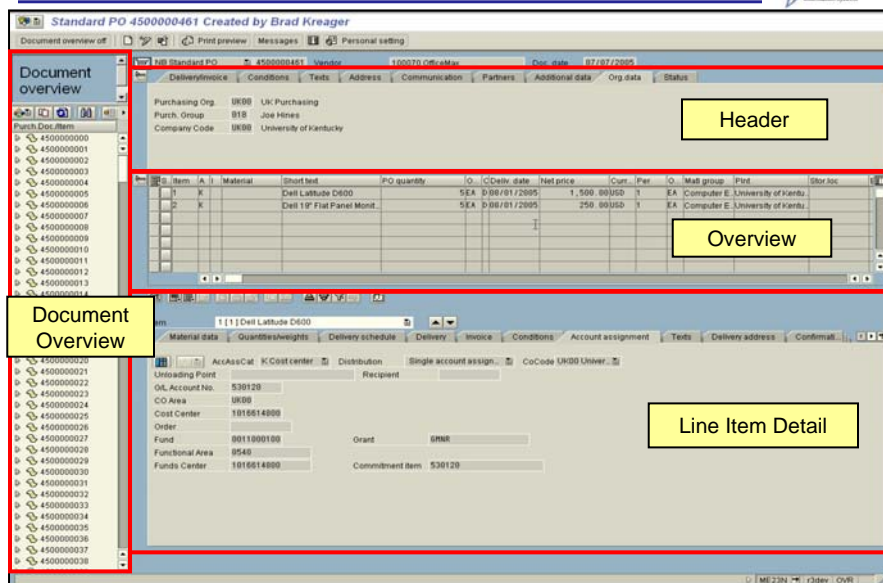 Standard PO 4500000461 Created by Brad Kreager
Document overview off Print preview Messages Personal setting
Document overview
NB Standard PO 4500000461 Vendor 100070 OfficeMax Doc. date 07/07/2005
Delivery/invoice Conditions Texts Address Communication Partners Additional data Org.data Status
Purchasing Org. UK00 UK Purchasing
Purch. Group 018 Joe Hines
Company Code UK00 University of Kentucky
Header
Purch.Doc./Item
4500000000
4500000001
4500000002
4500000003
4500000004
4500000005
4500000006
4500000007
4500000008
4500000009
4500000010
4500000011
4500000012
4500000013
4500000014
S.. Item A I Material Short text PO quantity O... C Deliv. date Net price Curr... Per O... Matl group Plnt Stor.loc
1 K Dell Latitude D600 5 EA D 08/01/2005 1,500.00 USD 1 EA Computer E.. University of Kentu..
2 K Dell 19" Flat Panel Monit.. 5 EA D 08/01/2005 250.00 USD 1 EA Computer E.. University of Kentu..
Overview
Document
Overview
4500000020
4500000021
4500000022
4500000023
4500000024
4500000025
4500000026
4500000027
4500000028
4500000029
4500000030
4500000031
4500000032
4500000033
4500000034
4500000035
4500000036
4500000037
4500000038
1 [ 1 ] Dell Latitude D600
Material data Quantities/weights Delivery schedule Delivery Invoice Conditions Account assignment Texts Delivery address Confirmati...
AccAssCat K Cost center Distribution Single account assign.. CoCode UK00 Univer..
Unloading Point Recipient
G/L Account No. 530120
CO Area UK00
Cost Center 1016614000
Order
Fund 0011000100 Grant GMNR
Functional Area 0540
Funds Center 1016614000 Commitment Item 530120
Line Item Detail
ME23N r3dev OVR